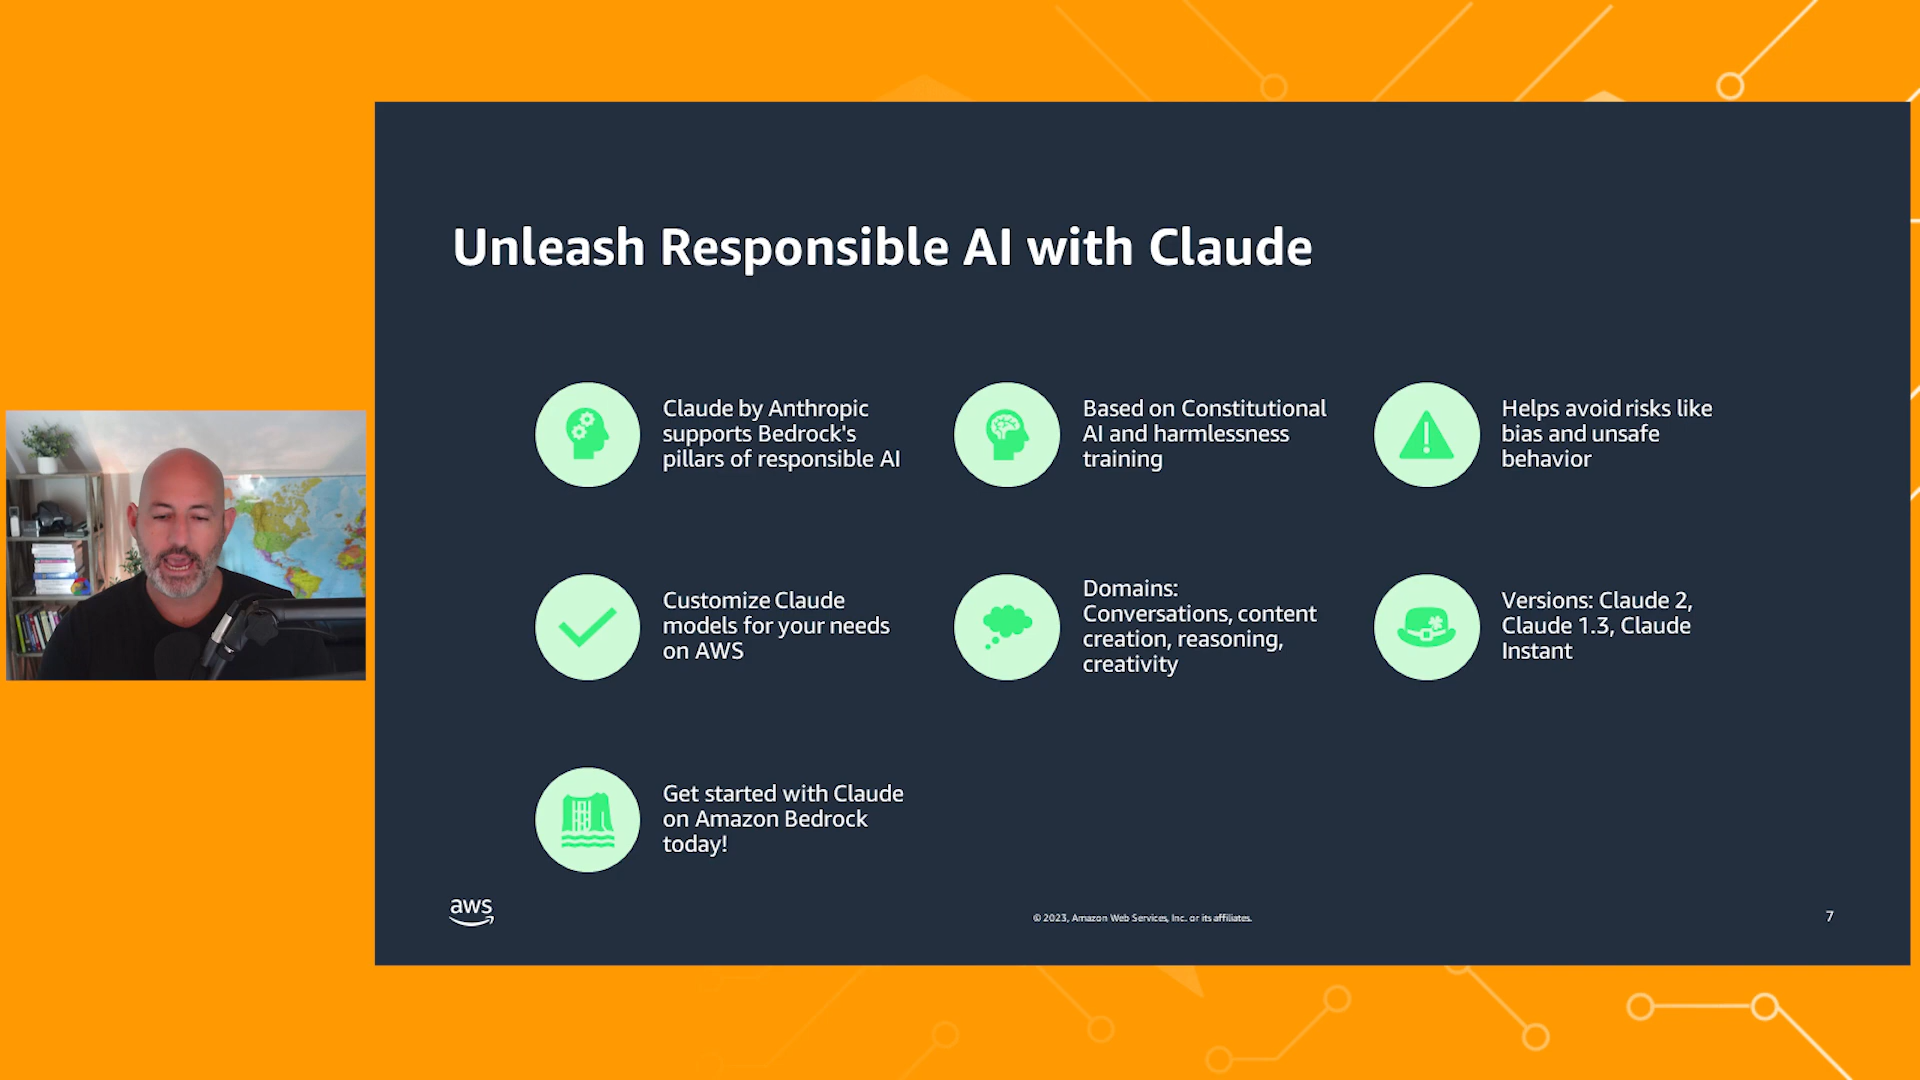 Unleash Responsible AI with Claude
Claude by Anthropic
supports Bedrock's
pillars of responsible AI
Based on Constitutional
AI and harmlessness
training
Helps avoid risks like
bias and unsafe
behavior
Customize Claude
models for your needs
on AWS
Domains:
Conversations, content
creation, reasoning,
creativity
Versions: Claude 2,
Claude 1.3, Claude
Instant
Get started with Claude
on Amazon Bedrock
today!
aws
© 2023, Amazon Web Services, Inc. or its affiliates.
7